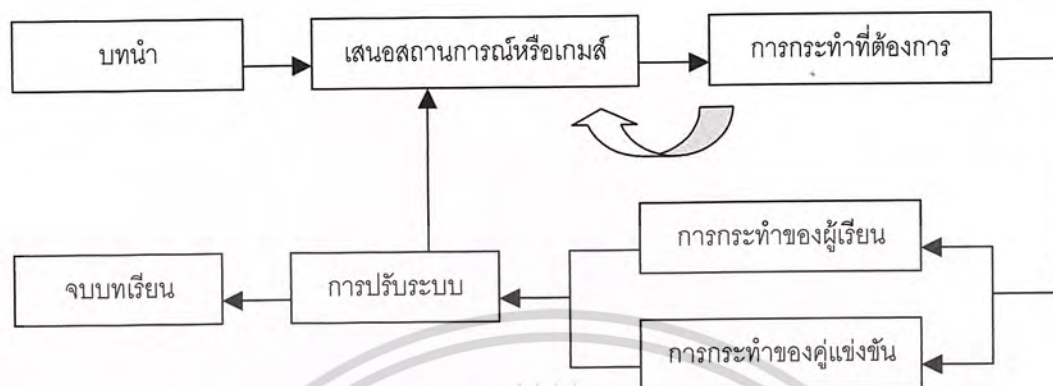 บทนำ
เสนอสถานการณ์หรือเกมส์
การกระทำที่ต้องการ
การกระทำของผู้เรียน
จบบทเรียน
การปรับระบบ
การกระทำของคู่แข่งขัน